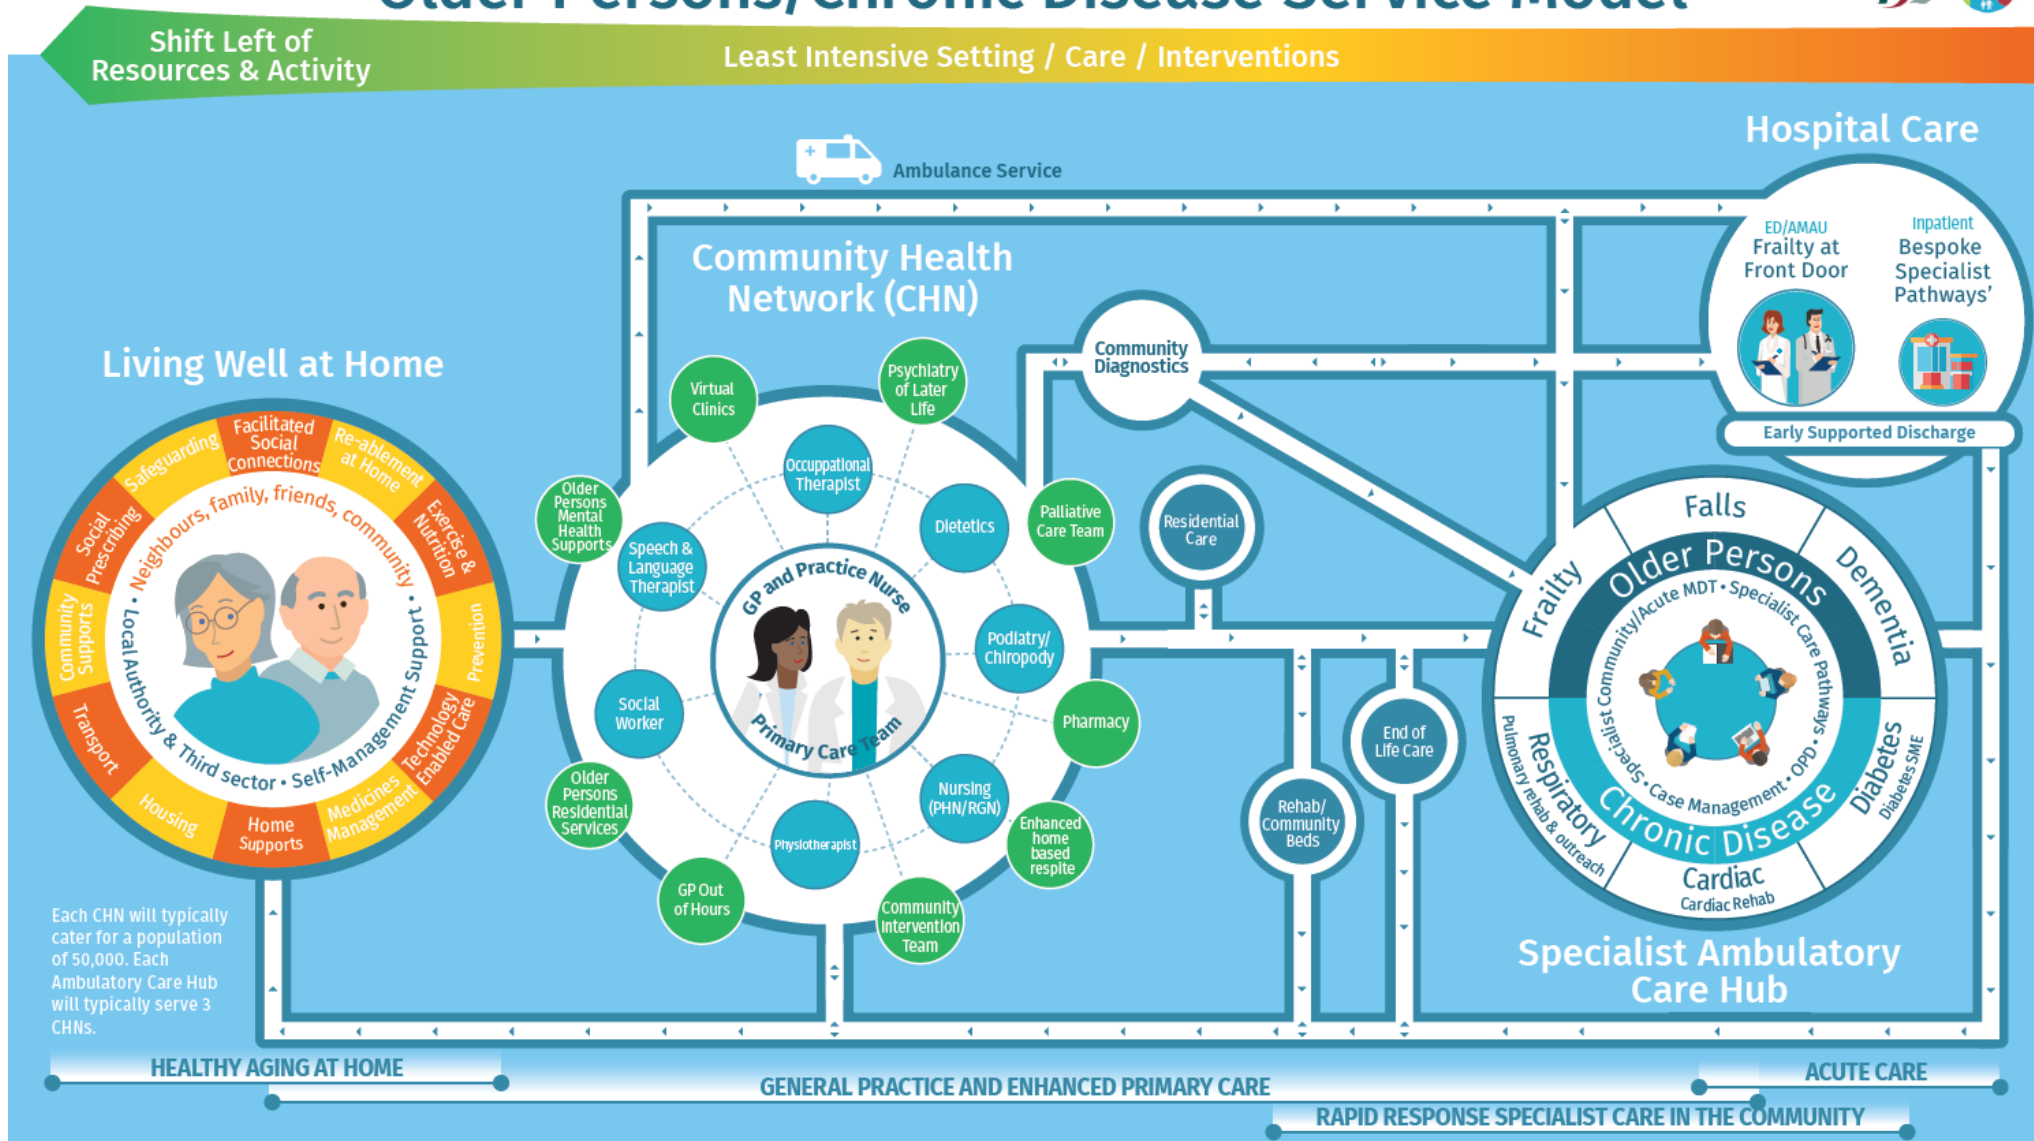 Older Persons/Chronic Disease Service Model
Shift Left of
Resources & Activity
Least Intensive Setting / Care / Interventions
Hospital Care
Ambulance Service
ED/AMAU
Frailty at
Front Door
Inpatient
Bespoke
Specialist
Pathways'
Early Supported Discharge
Community Health
Network (CHN)
Community
Diagnostics
Living Well at Home
Facilitated
Social
Connections
Re-ablement
at Home
Exercise &
Nutrition
Prevention
Technology
Enabled Care
Medicines
Management
Home
Supports
Housing
Transport
Community
Supports
Social
Prescribing
Safeguarding
• Neighbours, family, friends, community •
Local Authority & Third sector • Self-Management Support
Virtual
Clinics
Psychiatry
of Later
Life
Older
Persons
Mental
Health
Supports
Palliative
Care Team
Pharmacy
Enhanced
home
based
respite
Community
Intervention
Team
GP Out
of Hours
Older
Persons
Residential
Services
Occuppational
Therapist
Dietetics
Speech &
Language
Therapist
Podiatry/
Chiropody
Social
Worker
Nursing
(PHN/RGN)
Physiotherapist
GP and Practice Nurse
Primary Care Team
Residential
Care
End of
Life Care
Rehab/
Community
Beds
Falls
Dementia
Frailty
Older Persons
Specialist Community/Acute MDT • Specialist Care Pathways • OPD • Case Management •
Chronic Disease
Respiratory
Pulmonary rehab & outreach
Cardiac
Cardiac Rehab
Diabetes
Diabetes SME
Specialist Ambulatory
Care Hub
Each CHN will typically
cater for a population
of 50,000. Each
Ambulatory Care Hub
will typically serve 3
CHNs.
HEALTHY AGING AT HOME
GENERAL PRACTICE AND ENHANCED PRIMARY CARE
ACUTE CARE
RAPID RESPONSE SPECIALIST CARE IN THE COMMUNITY